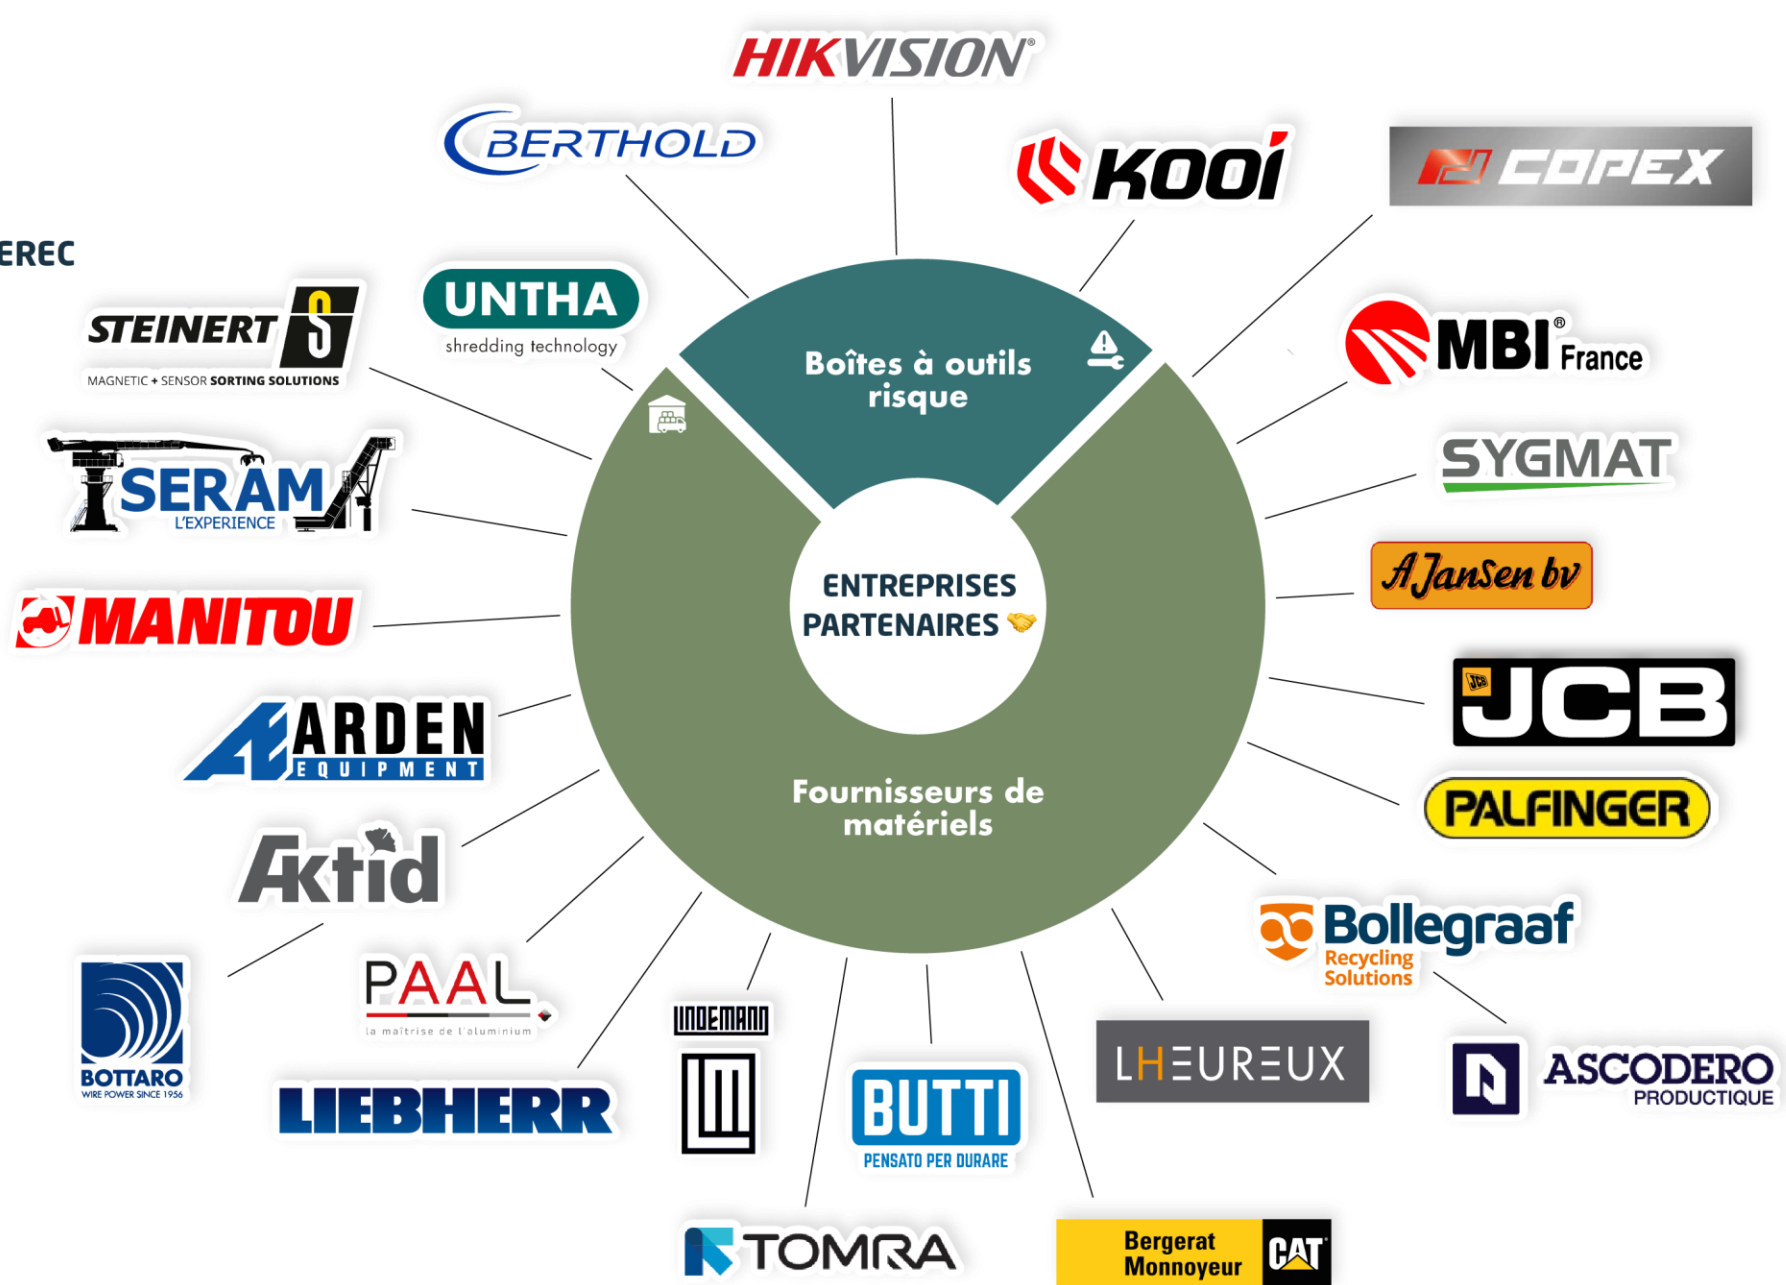 HIKVISION®
BERTHOLD
KOOI
COPEX
EREC
STEINERT
MAGNETIC + SENSOR SORTING SOLUTIONS
UNTHA
shredding technology
Boîtes à outils
risque
MBI® France
SERAM
L'EXPERIENCE
SYGMAT
A Jansen bv
ENTREPRISES
PARTENAIRES
MANITOU
JCB
JCB
ARDEN
EQUIPMENT
PALFINGER
Fournisseurs de
matériels
Aktid
Bollegraaf
Recycling
Solutions
PAAL
la maîtrise de l'aluminium
BOTTARO
WIRE POWER SINCE 1956
LIEBHERR
LINDEMANN
LM
BUTTI
PENSATO PER DURARE
LHEUREUX
ASCODERO
PRODUCTIQUE
TOMRA
Bergerat
Monnoyeur
CAT